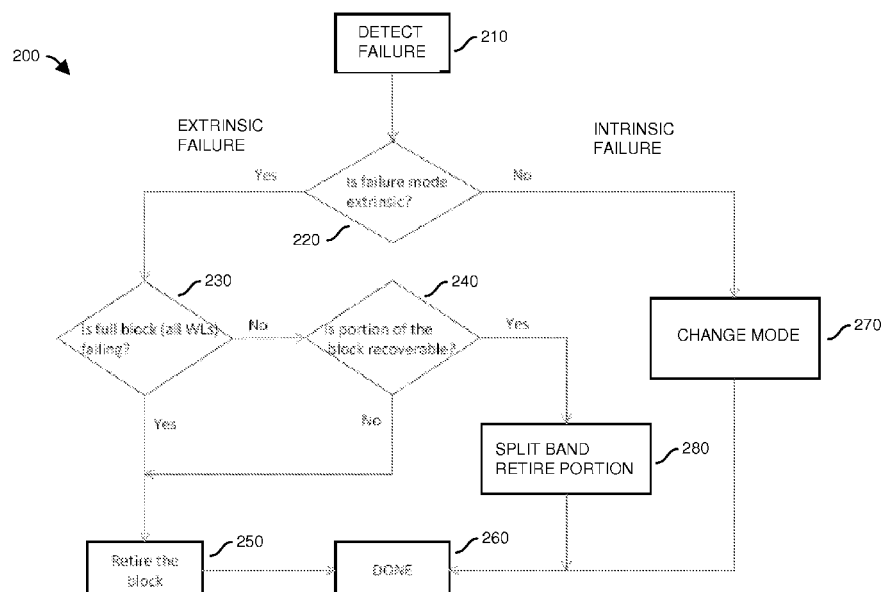 DETECT
FAILURE
210
200
EXTRINSIC
FAILURE
INTRINSIC
FAILURE
Yes
Is failure mode
extrinsic?
No
220
230
240
Is full block (all WLs)
failing?
No
Is portion of the
block recoverable?
Yes
CHANGE MODE
270
Yes
No
SPLIT BAND
RETIRE PORTION
280
250
260
Retire the
block
DONE